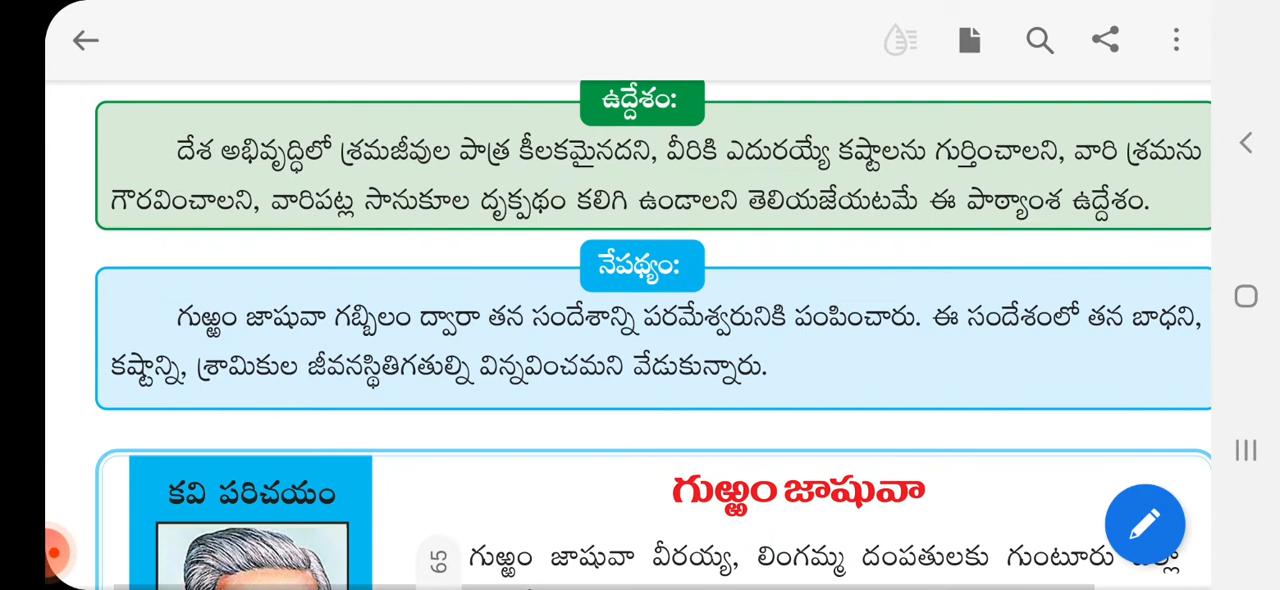 ఉద్దేశం:
దేశ అభివృద్ధిలో శ్రమజీవుల పాత్ర కీలకమైనదని, వీరికి ఎదురయ్యే కష్టాలను గుర్తించాలని, వారి శ్రమను
గౌరవించాలని, వారిపట్ల సానుకూల దృక్పథం కలిగి ఉండాలని తెలియజేయటమే ఈ పాఠ్యాంశ ఉద్దేశం.
నేపథ్యం:
గుఱ్ఱం జాషువా గబ్బిలం ద్వారా తన సందేశాన్ని పరమేశ్వరునికి పంపించారు. ఈ సందేశంలో తన బాధని,
కష్టాన్ని, శ్రామికుల జీవనస్థితిగతుల్ని విన్నవించమని వేడుకున్నారు.
కవి పరిచయం
గుఱ్ఱం జాషువా
65
గుఱ్ఱం జాషువా వీరయ్య, లింగమ్మ దంపతులకు గుంటూరు